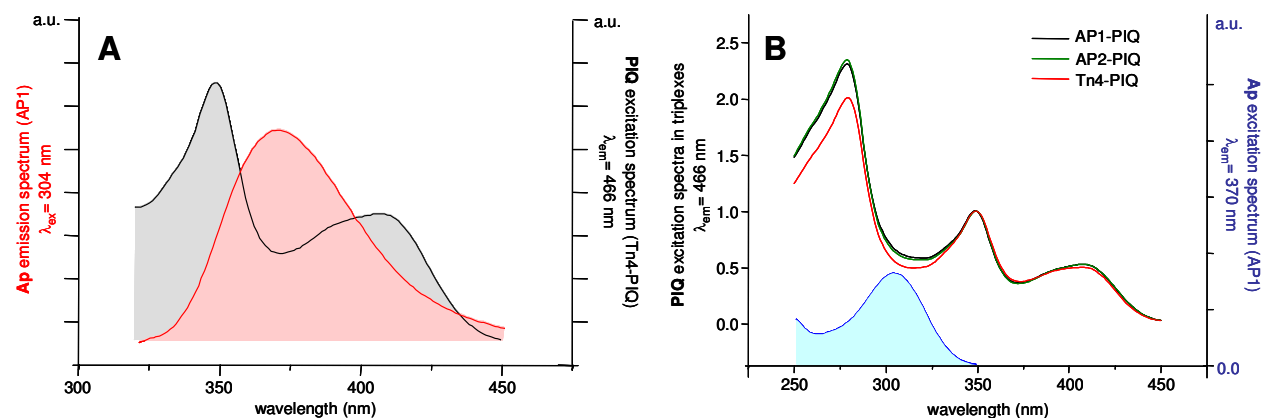 a.u.
A
a.u.
Ap emission spectrum (AP1)
λex= 304 nm
PIQ excitation spectrum (Tn4-PIQ)
λem= 466 nm
300
350
400
450
wavelength (nm)
B
AP1-PIQ
AP2-PIQ
Tn4-PIQ
a.u.
2.5
2.0
1.5
1.0
0.5
0.0
PIQ excitation spectra in triplexes
λem= 466 nm
Ap excitation spectrum (AP1)
λem= 370 nm
0.0
250
300
350
400
450
wavelength (nm)